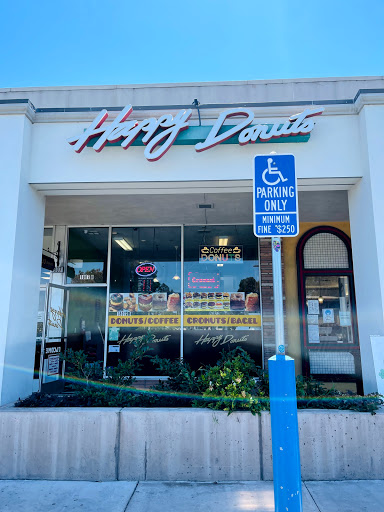 Happy Donuts
PARKING
ONLY
MINIMUM
FINE $250
Coffee
DONUTS
OPEN
DONUTS/COFFEE
CRONUTS/BAGEL
Happy Donuts
Happy Donuts